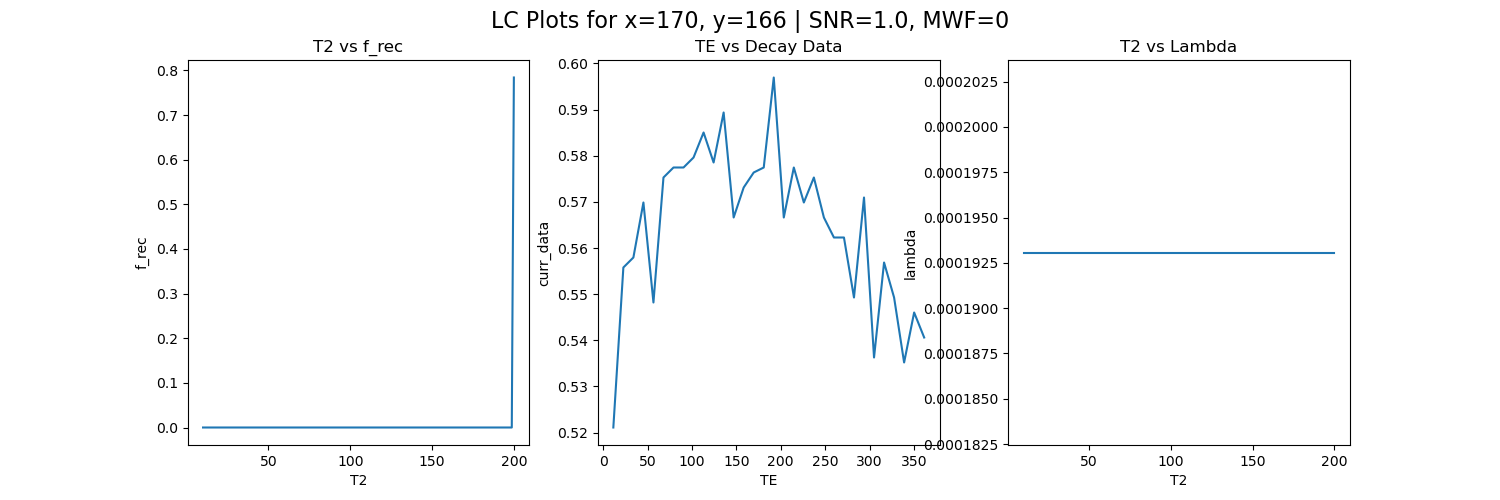 LC Plots for x=170, y=166 | SNR=1.0, MWF=0
T2 vs f_rec
0.8
0.7
0.6
0.5
0.4
0.3
0.2
0.1
0.0
f_rec
50 100 150 200
T2
TE vs Decay Data
0.60
0.59
0.58
0.57
0.56
0.55
0.54
0.53
0.52
curr_data
0 50 100 150 200 250 300 350
TE
T2 vs Lambda
0.0002025
0.0002000
0.0001975
0.0001950
0.0001925
0.0001900
0.0001875
0.0001850
0.0001825
lambda
50 100 150 200
T2